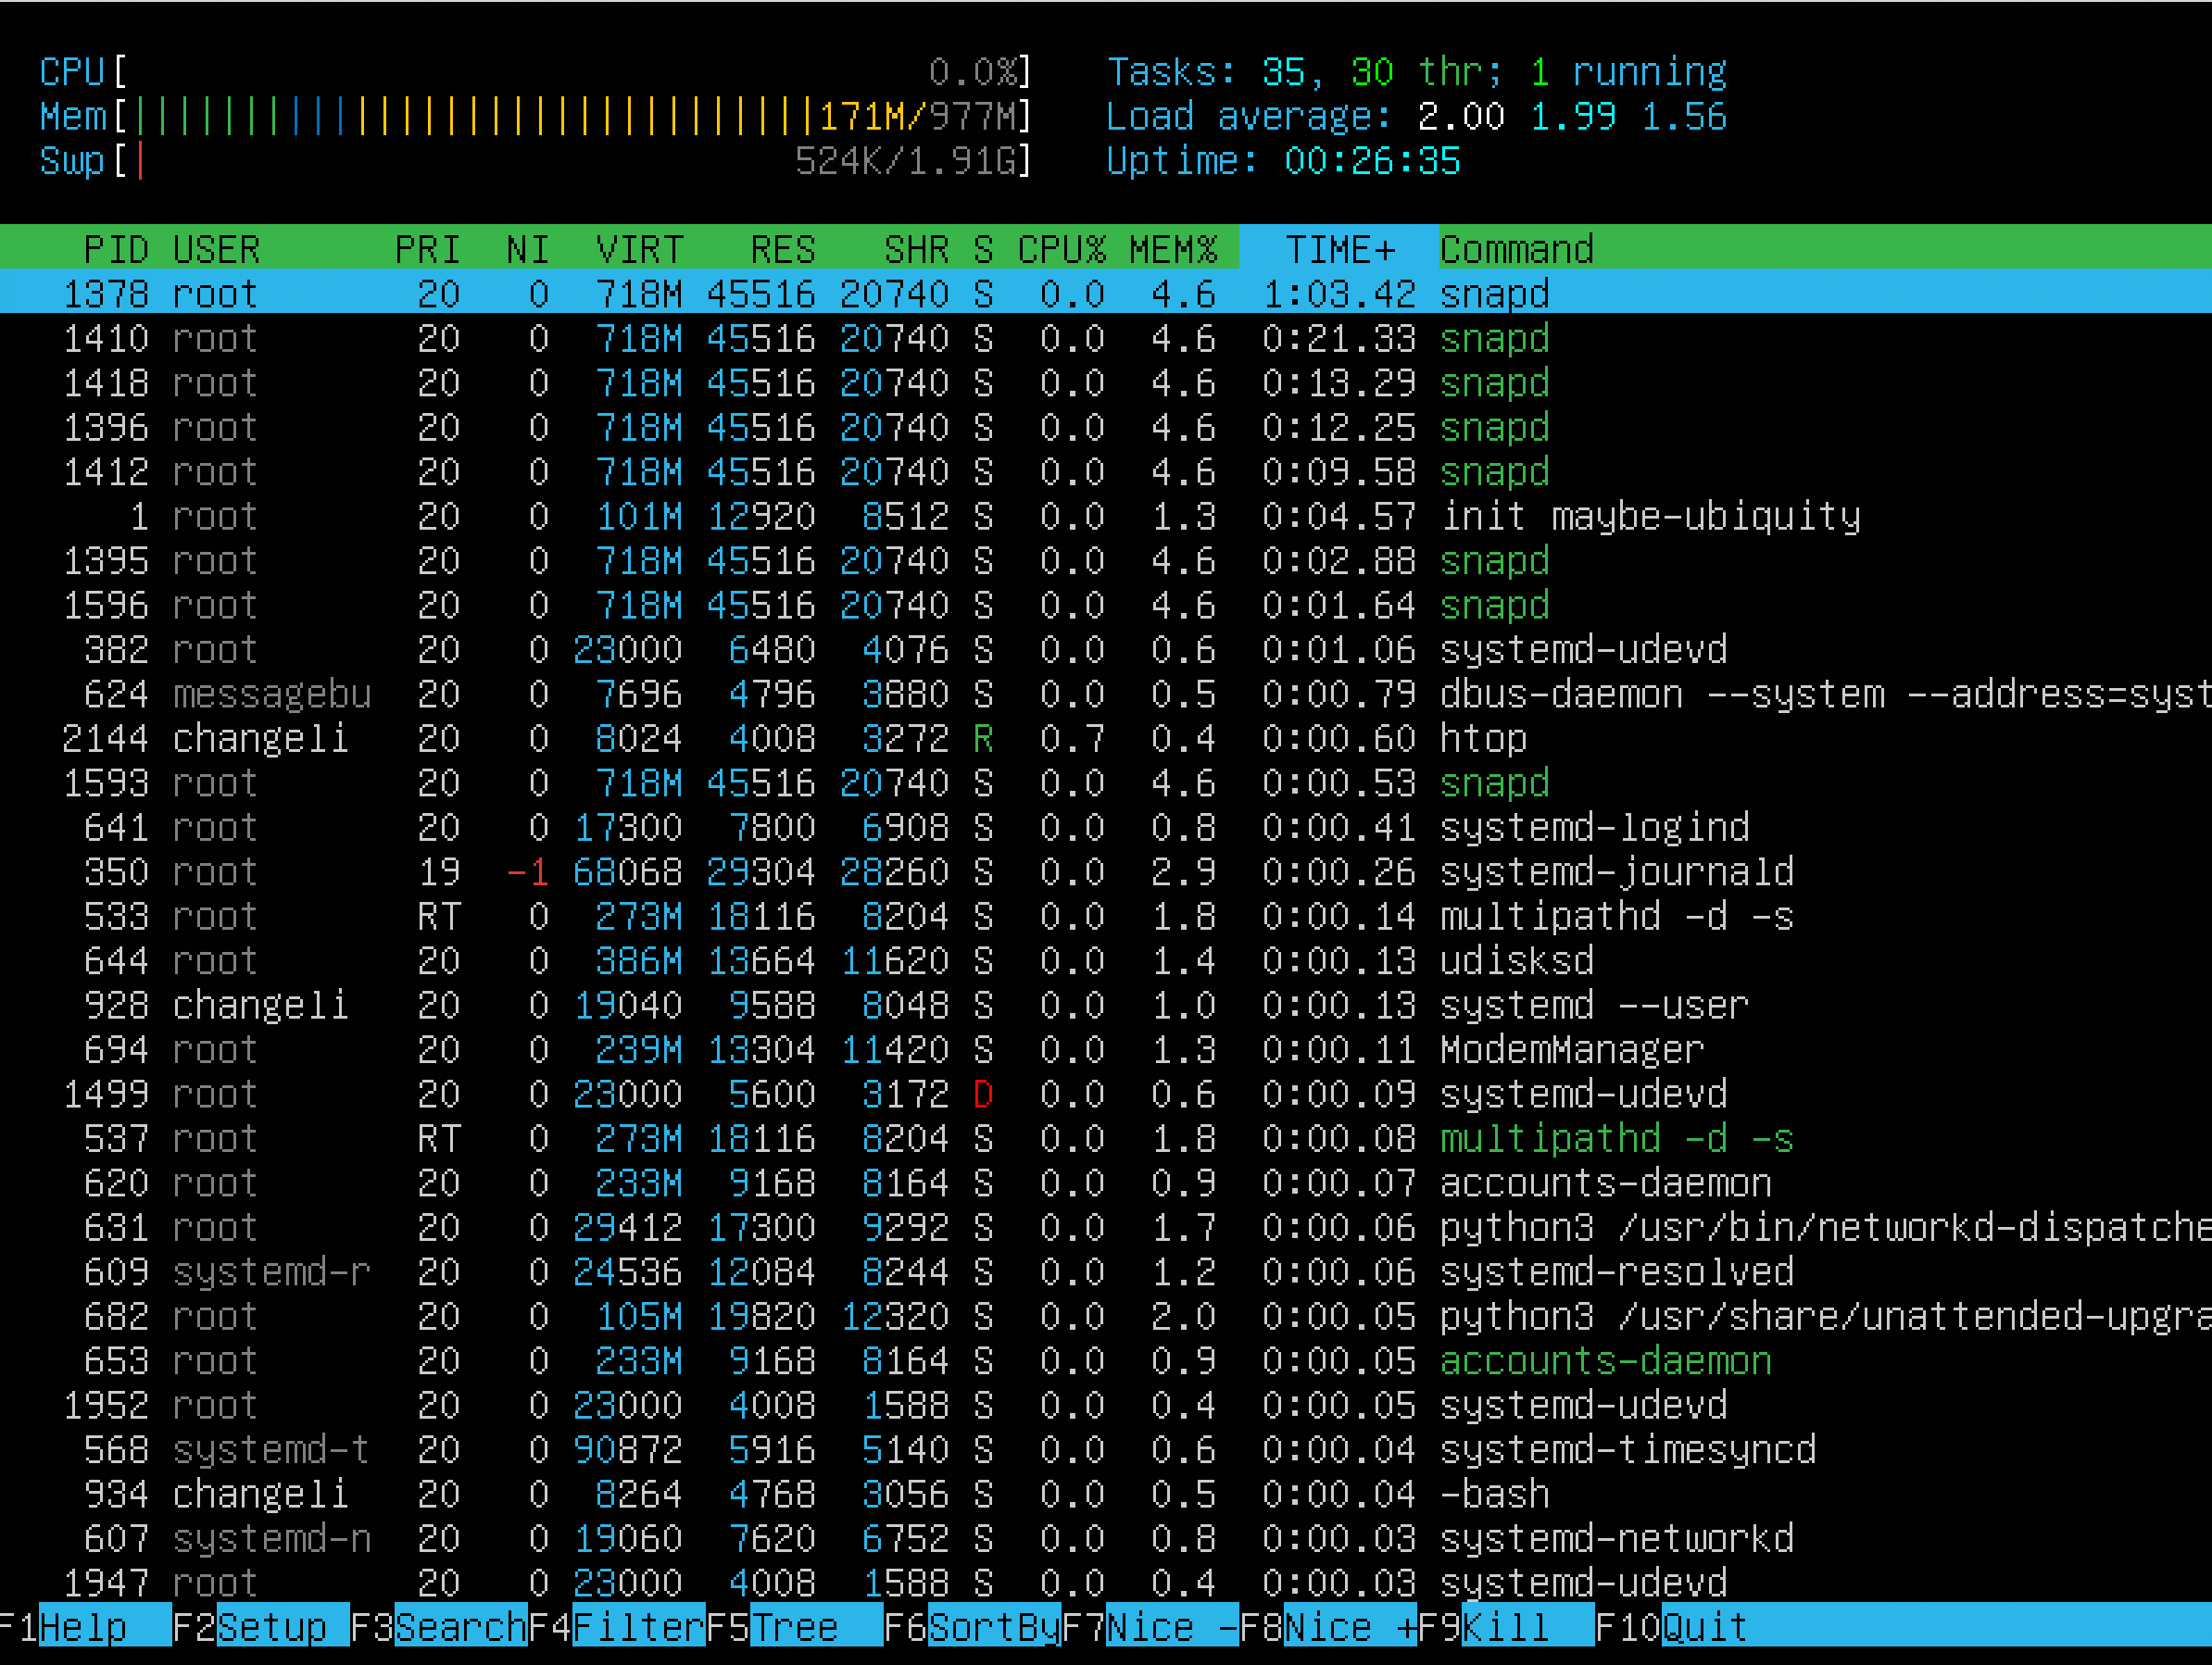 CPU[ 0.0%] Tasks: 35, 30 thr; 1 running
Mem[||||||||||||||||||||||||||||||171M/977M] Load average: 2.00 1.99 1.56
Swp[| 524K/1.91G] Uptime: 00:26:35
PID USER PRI NI VIRT RES SHR S CPU% MEM% TIME+ Command
1378 root 20 0 718M 45516 20740 S 0.0 4.6 1:03.42 snapd
1410 root 20 0 718M 45516 20740 S 0.0 4.6 0:21.33 snapd
1418 root 20 0 718M 45516 20740 S 0.0 4.6 0:13.29 snapd
1396 root 20 0 718M 45516 20740 S 0.0 4.6 0:12.25 snapd
1412 root 20 0 718M 45516 20740 S 0.0 4.6 0:09.58 snapd
1 root 20 0 101M 12920 8512 S 0.0 1.3 0:04.57 init maybe-ubiquity
1395 root 20 0 718M 45516 20740 S 0.0 4.6 0:02.88 snapd
1596 root 20 0 718M 45516 20740 S 0.0 4.6 0:01.64 snapd
382 root 20 0 23000 6480 4076 S 0.0 0.6 0:01.06 systemd-udevd
624 messagebu 20 0 7696 4796 3880 S 0.0 0.5 0:00.79 dbus-daemon --system --address=syst
2144 changeli 20 0 8024 4008 3272 R 0.7 0.4 0:00.60 htop
1593 root 20 0 718M 45516 20740 S 0.0 4.6 0:00.53 snapd
641 root 20 0 17300 7800 6908 S 0.0 0.8 0:00.41 systemd-logind
350 root 19 -1 68068 29304 28260 S 0.0 2.9 0:00.26 systemd-journald
533 root RT 0 273M 18116 8204 S 0.0 1.8 0:00.14 multipathd -d -s
644 root 20 0 386M 13664 11620 S 0.0 1.4 0:00.13 udisksd
928 changeli 20 0 19040 9588 8048 S 0.0 1.0 0:00.13 systemd --user
694 root 20 0 239M 13304 11420 S 0.0 1.3 0:00.11 ModemManager
1499 root 20 0 23000 5600 3172 D 0.0 0.6 0:00.09 systemd-udevd
537 root RT 0 273M 18116 8204 S 0.0 1.8 0:00.08 multipathd -d -s
620 root 20 0 233M 9168 8164 S 0.0 0.9 0:00.07 accounts-daemon
631 root 20 0 29412 17300 9292 S 0.0 1.7 0:00.06 python3 /usr/bin/networkd-dispatche
609 systemd-r 20 0 24536 12084 8244 S 0.0 1.2 0:00.06 systemd-resolved
682 root 20 0 105M 19820 12320 S 0.0 2.0 0:00.05 python3 /usr/share/unattended-upgra
653 root 20 0 233M 9168 8164 S 0.0 0.9 0:00.05 accounts-daemon
1952 root 20 0 23000 4008 1588 S 0.0 0.4 0:00.05 systemd-udevd
568 systemd-t 20 0 90872 5916 5140 S 0.0 0.6 0:00.04 systemd-timesyncd
934 changeli 20 0 8264 4768 3056 S 0.0 0.5 0:00.04 -bash
607 systemd-n 20 0 19060 7620 6752 S 0.0 0.8 0:00.03 systemd-networkd
1947 root 20 0 23000 4008 1588 S 0.0 0.4 0:00.03 systemd-udevd
F1Help F2Setup F3SearchF4FilterF5Tree F6SortByF7Nice -F8Nice +F9Kill F10Quit